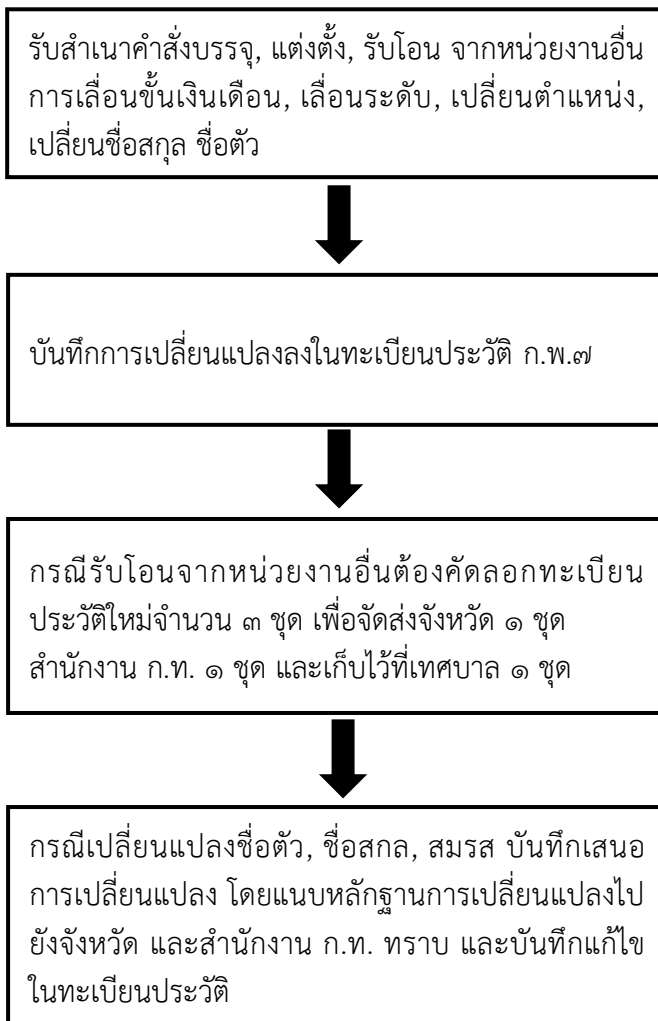 รับสำเนาคำสั่งบรรจุ, แต่งตั้ง, รับโอน จากหน่วยงานอื่น
การเลื่อนขั้นเงินเดือน, เลื่อนระดับ, เปลี่ยนตำแหน่ง,
เปลี่ยนชื่อสกุล ชื่อตัว
บันทึกการเปลี่ยนแปลงลงในทะเบียนประวัติ ก.พ.๗
กรณีรับโอนจากหน่วยงานอื่นต้องคัดลอกทะเบียน
ประวัติใหม่จำนวน ๓ ชุด เพื่อจัดส่งจังหวัด ๑ ชุด
สำนักงาน ก.ท. ๑ ชุด และเก็บไว้ที่เทศบาล ๑ ชุด
กรณีเปลี่ยนแปลงชื่อตัว, ชื่อสกล, สมรส บันทึกเสนอ
การเปลี่ยนแปลง โดยแนบหลักฐานการเปลี่ยนแปลงไป
ยังจังหวัด และสำนักงาน ก.ท. ทราบ และบันทึกแก้ไข
ในทะเบียนประวัติ